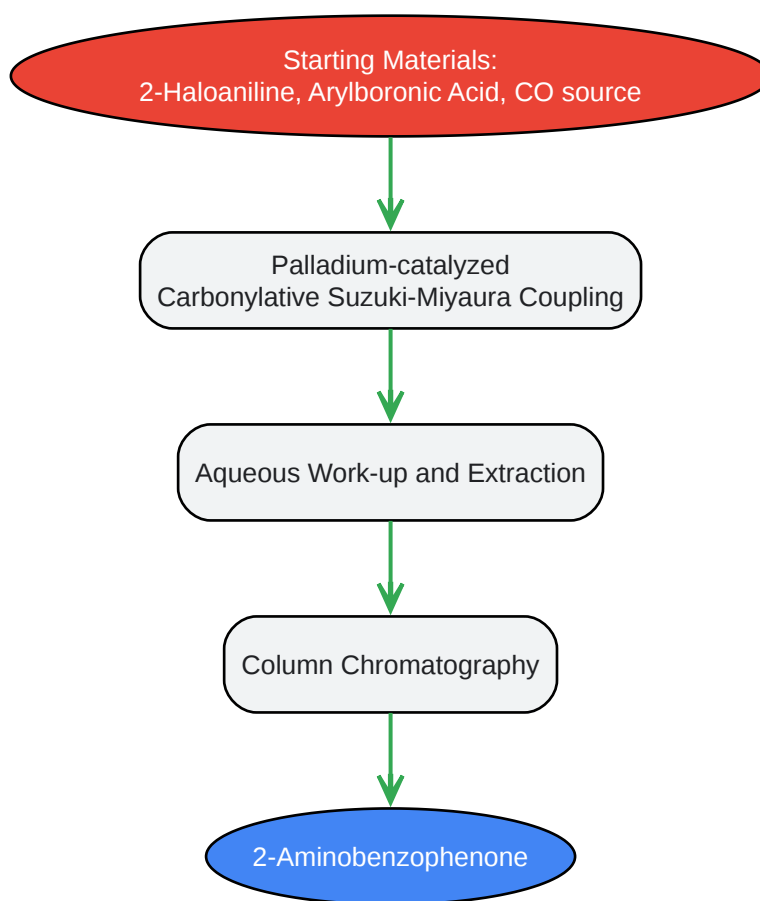 Starting Materials:
2-Haloaniline, Arylboronic Acid, CO source
Palladium-catalyzed
Carbonylative Suzuki-Miyaura Coupling
Aqueous Work-up and Extraction
Column Chromatography
2-Aminobenzophenone